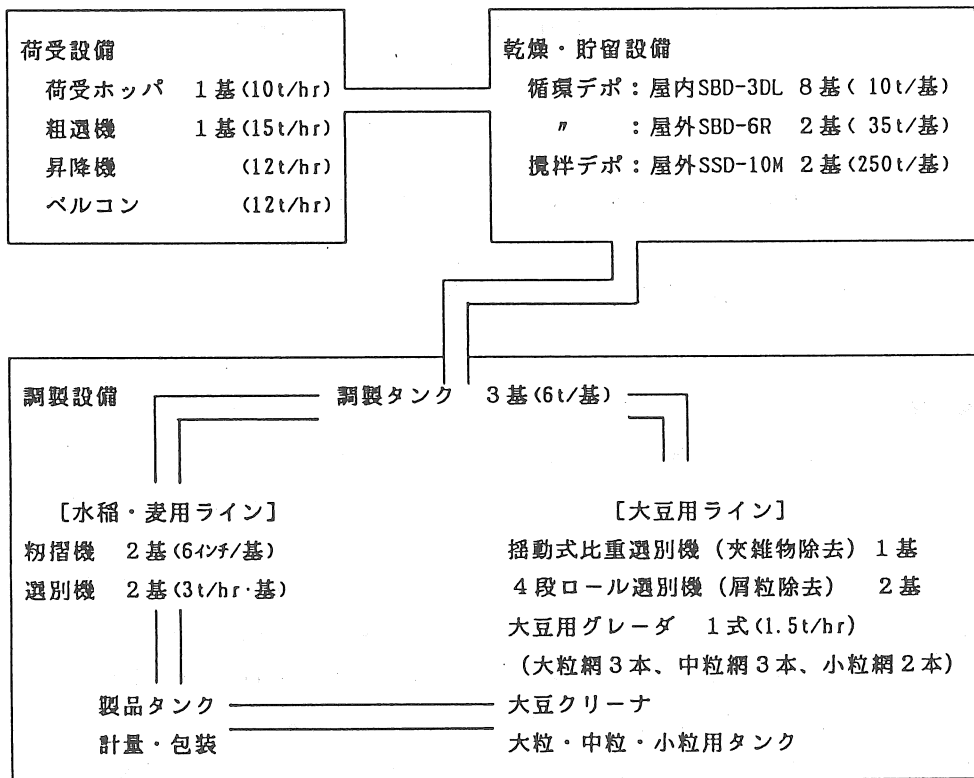 荷受設備
荷受ホッパ 1基(10t/hr)
粗選機 1基(15t/hr)
昇降機 (12t/hr)
ベルコン (12t/hr)
乾燥・貯留設備
循環デポ:屋内SBD-3DL 8基( 10t/基)
〃 :屋外SBD-6R 2基( 35t/基)
攪拌デポ:屋外SSD-10M 2基(250t/基)
調製設備
調製タンク 3基(6t/基)
[水稲・麦用ライン]
籾摺機 2基(6インチ/基)
選別機 2基(3t/hr·基)
[大豆用ライン]
揺動式比重選別機(夾雑物除去)1基
4段ロール選別機(屑粒除去) 2基
大豆用グレーダ 1式(1.5t/hr)
(大粒網3本、中粒網3本、小粒網2本)
製品タンク
計量・包装
大豆クリーナ
大粒・中粒・小粒用タンク